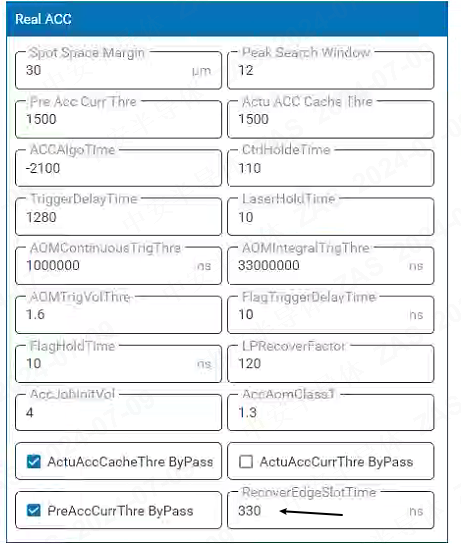 Real ACC
Spot Space Margin
30 μm
Peak Search Window
12
Pre Acc Curr Thre
1500
Actu ACC Cache Thre
1500
ACCAlgoTime
-2100
CtrlHoldeTime
110
TriggerDelayTime
1280
LaserHoldTime
10
AOMContinuousTrigThre
1000000 ns
AOMIntegralTrigThre
33000000 ns
AOMTrigVolThre
1.6
FlagTriggerDelayTime
10 ns
FlagHoldTime
10 ns
LPRecoverFactor
120
AccJobInitVol
4
AccAomClass1
1.3
ActuAccCacheThre ByPass
ActuAccCurrThre ByPass
PreAccCurrThre ByPass
RecoverEdgeSlotTime
330 ns